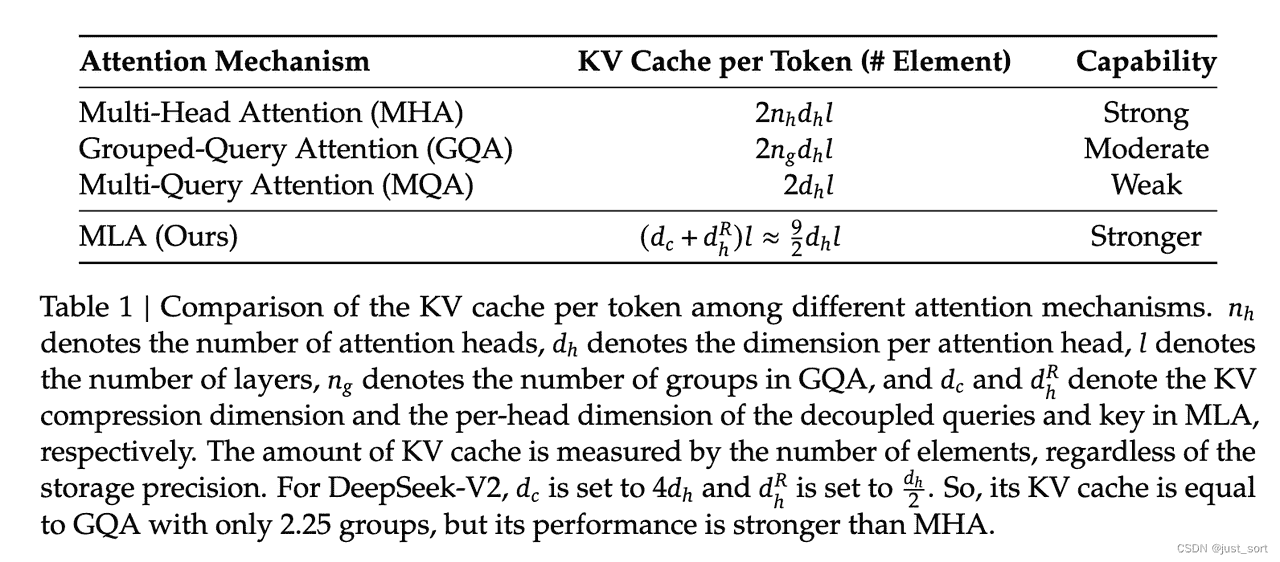 Attention Mechanism KV Cache per Token (# Element) Capability
Multi-Head Attention (MHA) 2n_h d_h l Strong
Grouped-Query Attention (GQA) 2n_g d_h l Moderate
Multi-Query Attention (MQA) 2d_h l Weak
MLA (Ours) (d_c + d_h^R)l ≈ 9/2 d_h l Stronger
Table 1 | Comparison of the KV cache per token among different attention mechanisms. n_h
denotes the number of attention heads, d_h denotes the dimension per attention head, l denotes
the number of layers, n_g denotes the number of groups in GQA, and d_c and d_h^R denote the KV
compression dimension and the per-head dimension of the decoupled queries and key in MLA,
respectively. The amount of KV cache is measured by the number of elements, regardless of the
storage precision. For DeepSeek-V2, d_c is set to 4d_h and d_h^R is set to d_h/2. So, its KV cache is equal
to GQA with only 2.25 groups, but its performance is stronger than MHA.
CSDN @just_sort